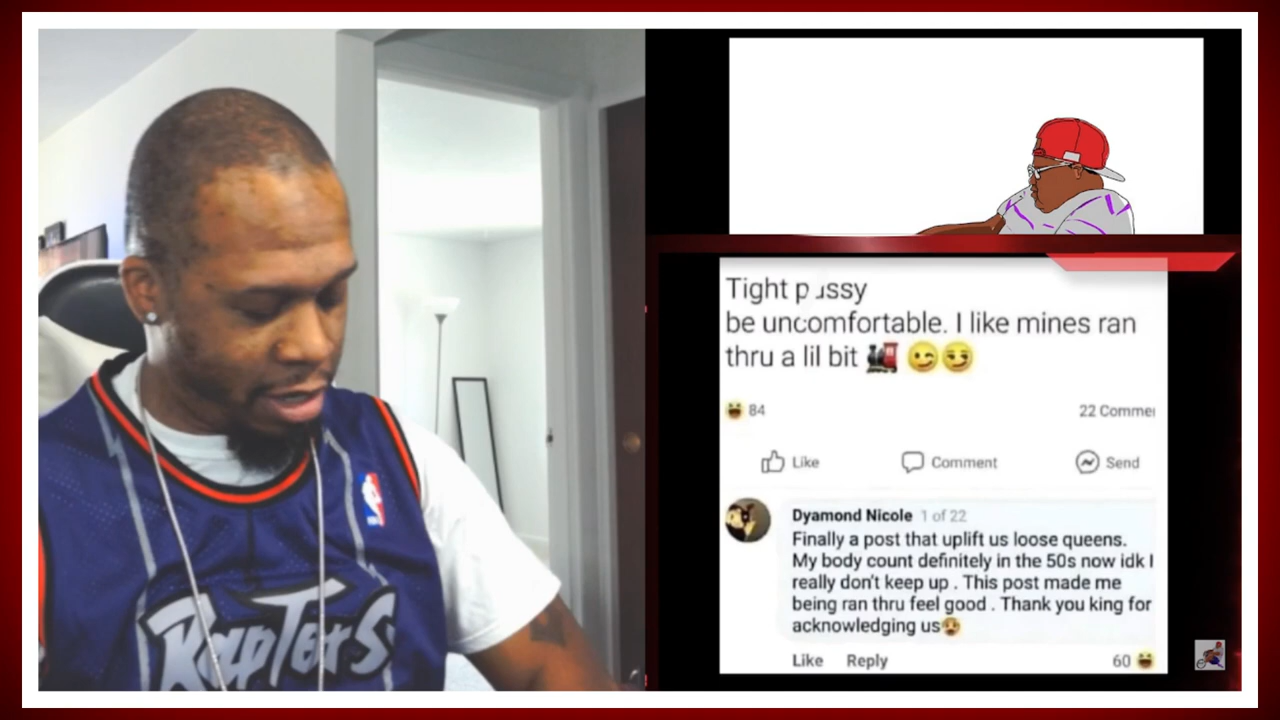 Tight p ussy
be uncomfortable. I like mines ran
thru a lil bit 🚂 😉😏
😆 84
22 Commen
Like
Comment
Send
Dyamond Nicole 1 of 22
Finally a post that uplift us loose queens.
My body count definitely in the 50s now idk I
really don't keep up . This post made me
being ran thru feel good . Thank you king for
acknowledging us
Like Reply
60 😆
RAPTORS